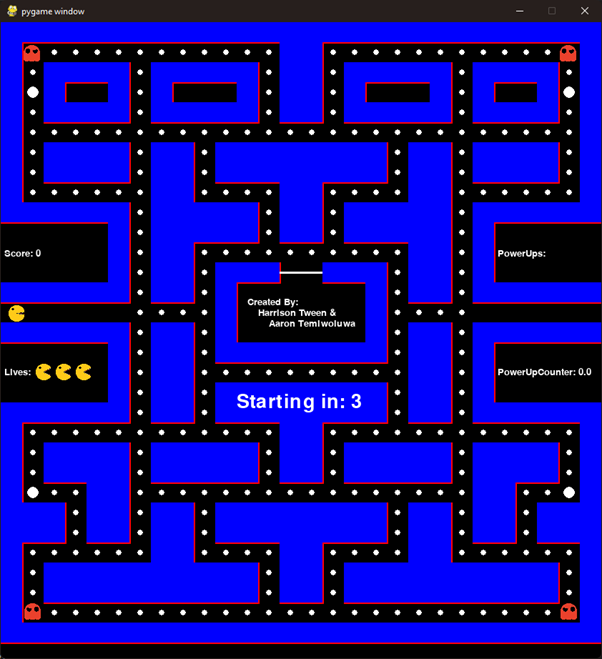 pygame window
Score: 0
PowerUps:
Created By:
Harrison Tween &
Aaron Temiwoluwa
Lives:
PowerUpCounter: 0.0
Starting in: 3